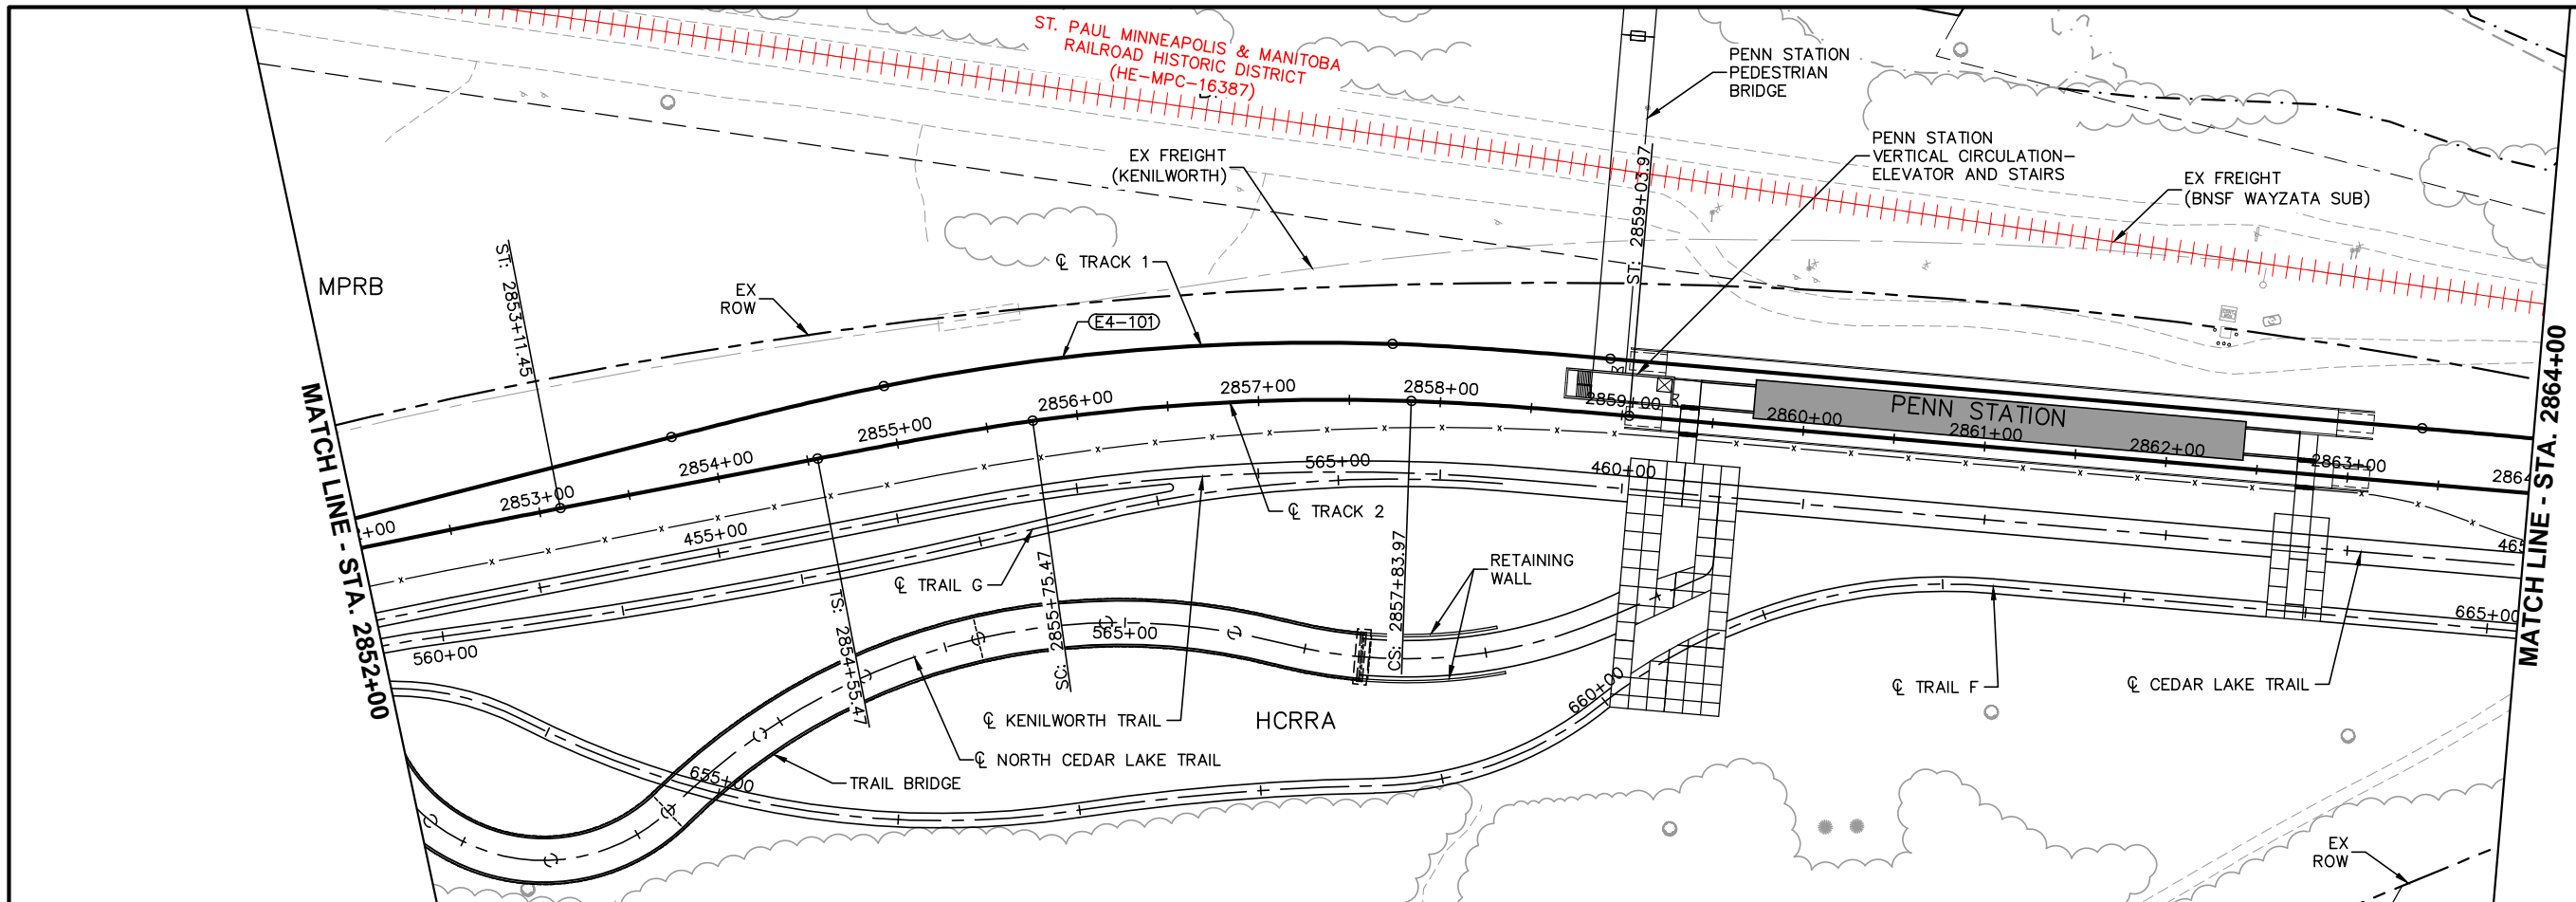 ST. PAUL MINNEAPOLIS & MANITOBA
RAILROAD HISTORIC DISTRICT
(HE-MPC-16387)
PENN STATION
PEDESTRIAN
BRIDGE
PENN STATION
VERTICAL CIRCULATION-
ELEVATOR AND STAIRS
EX FREIGHT
(KENILWORTH)
EX FREIGHT
(BNSF WAYZATA SUB)
ST: 2859+03.97
ST: 2853+11.45
MPRB
EX
ROW
℄ TRACK 1
E4-101
MATCH LINE - STA. 2852+00
MATCH LINE - STA. 2864+00
+00
2853+00
2854+00
2855+00
2856+00
2857+00
2858+00
2859+00
2860+00
2861+00
2862+00
2863+00
2864
PENN STATION
455+00
565+00
460+00
465
℄ TRACK 2
℄ TRAIL G
RETAINING
WALL
560+00
565+00
TS: 2854+55.47
SC: 2855+75.47
CS: 2857+83.97
℄ KENILWORTH TRAIL
HCRRA
℄ NORTH CEDAR LAKE TRAIL
TRAIL BRIDGE
655+00
660+00
665+00
℄ TRAIL F
℄ CEDAR LAKE TRAIL
EX
ROW